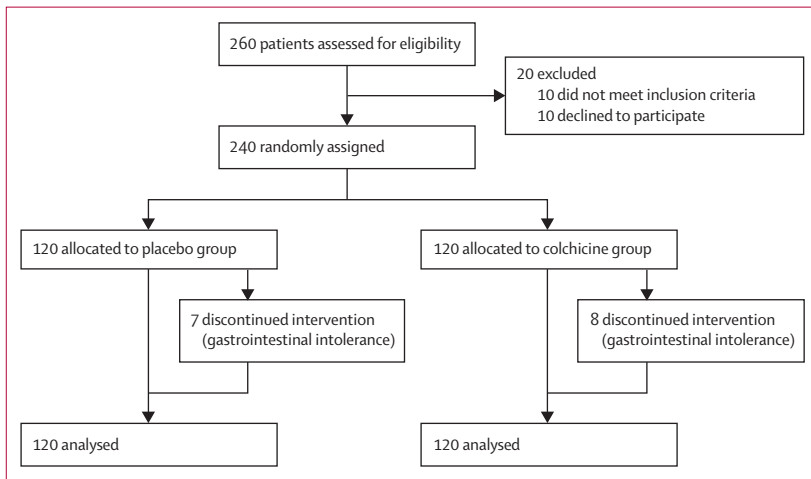 260 patients assessed for eligibility
20 excluded
10 did not meet inclusion criteria
10 declined to participate
240 randomly assigned
120 allocated to placebo group
120 allocated to colchicine group
7 discontinued intervention
(gastrointestinal intolerance)
8 discontinued intervention
(gastrointestinal intolerance)
120 analysed
120 analysed